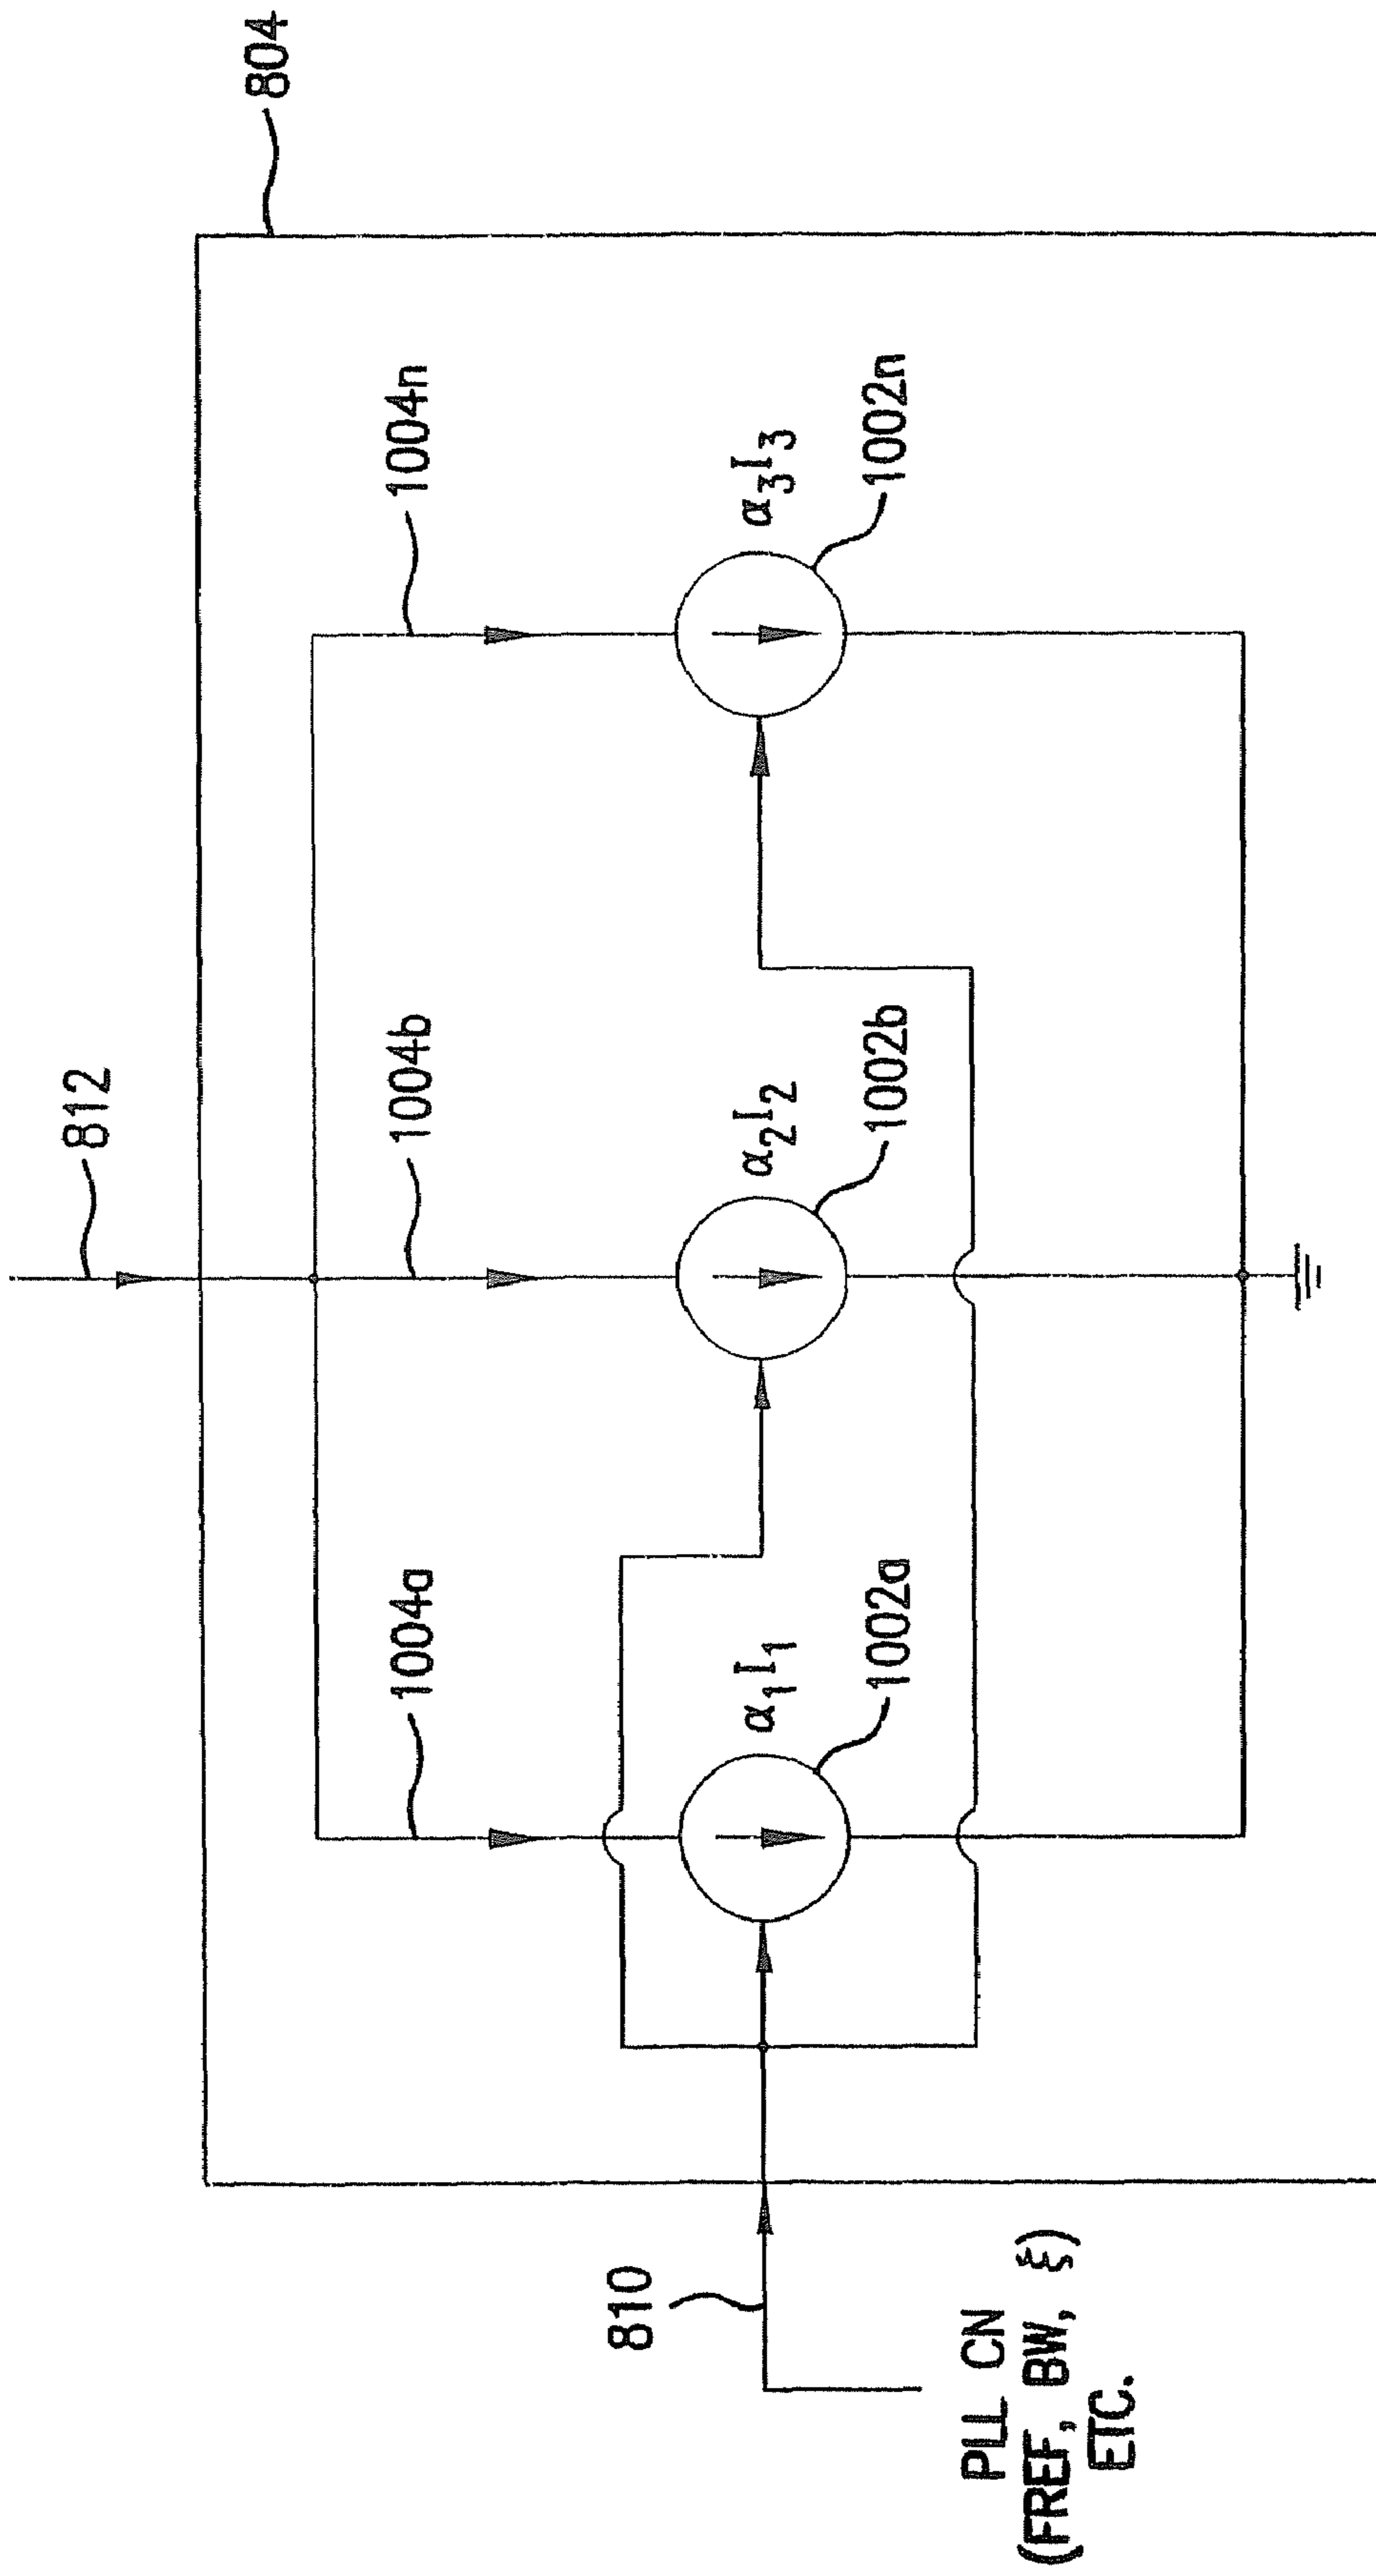 804
812
1004a
1004b
1004n
α₁I₁
α₂I₂
α₃I₃
1002a
1002b
1002n
810
PLL CN
(FREF, BW, ξ)
ETC.